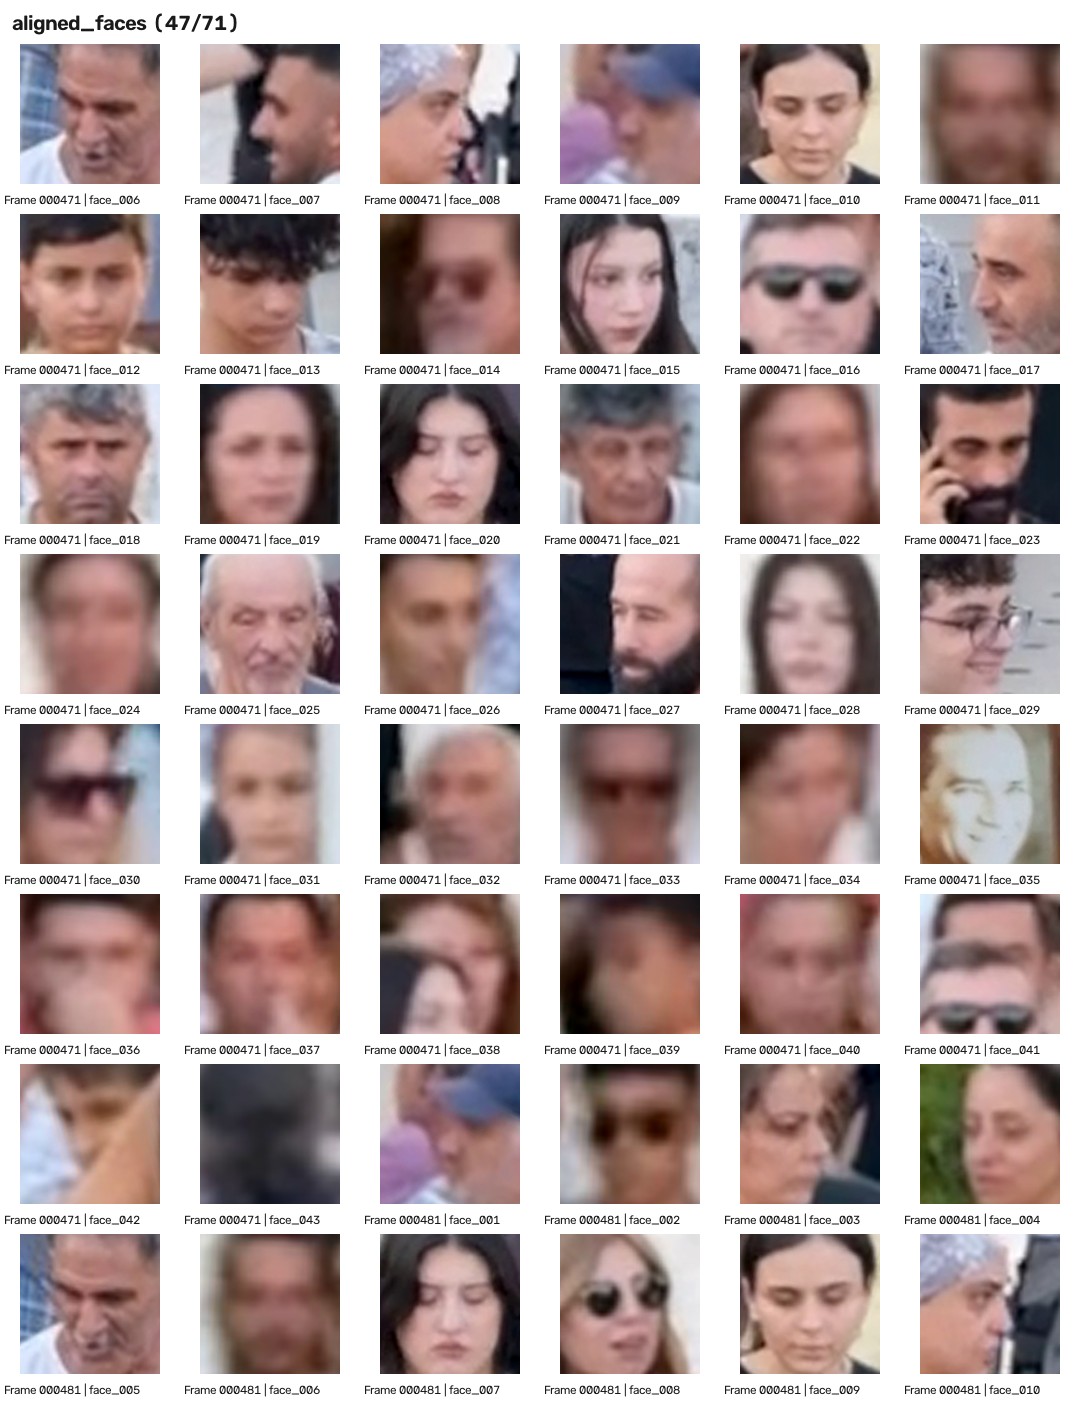 aligned_faces (47/71)
Frame 000471 | face_006
Frame 000471 | face_007
Frame 000471 | face_008
Frame 000471 | face_009
Frame 000471 | face_010
Frame 000471 | face_011
Frame 000471 | face_012
Frame 000471 | face_013
Frame 000471 | face_014
Frame 000471 | face_015
Frame 000471 | face_016
Frame 000471 | face_017
Frame 000471 | face_018
Frame 000471 | face_019
Frame 000471 | face_020
Frame 000471 | face_021
Frame 000471 | face_022
Frame 000471 | face_023
Frame 000471 | face_024
Frame 000471 | face_025
Frame 000471 | face_026
Frame 000471 | face_027
Frame 000471 | face_028
Frame 000471 | face_029
Frame 000471 | face_030
Frame 000471 | face_031
Frame 000471 | face_032
Frame 000471 | face_033
Frame 000471 | face_034
Frame 000471 | face_035
Frame 000471 | face_036
Frame 000471 | face_037
Frame 000471 | face_038
Frame 000471 | face_039
Frame 000471 | face_040
Frame 000471 | face_041
Frame 000471 | face_042
Frame 000471 | face_043
Frame 000481 | face_001
Frame 000481 | face_002
Frame 000481 | face_003
Frame 000481 | face_004
Frame 000481 | face_005
Frame 000481 | face_006
Frame 000481 | face_007
Frame 000481 | face_008
Frame 000481 | face_009
Frame 000481 | face_010